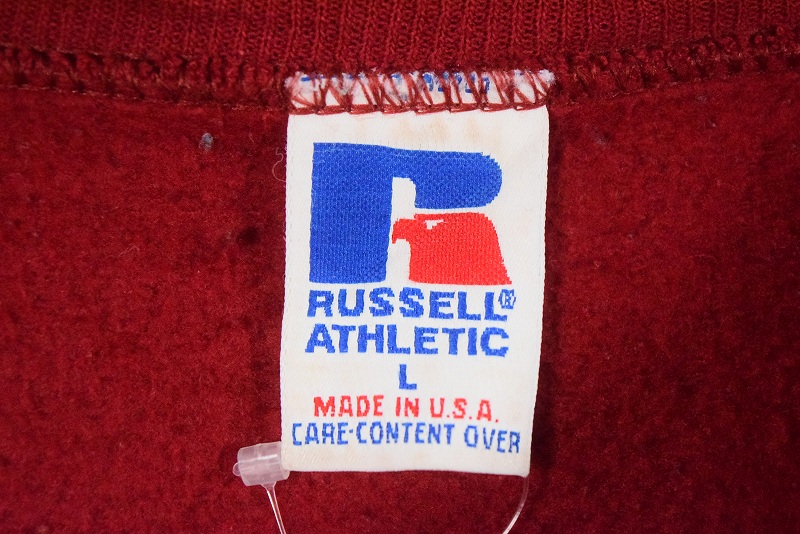 RUSSELL®
ATHLETIC
L
MADE IN U.S.A.
CARE-CONTENT OVER